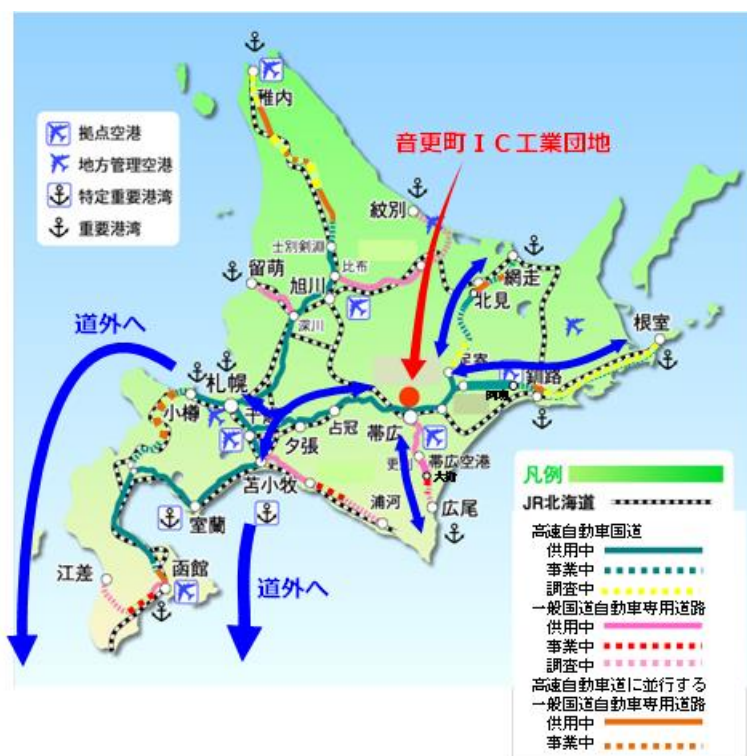 拠点空港
地方管理空港
特定重要港湾
重要港湾
音更町ＩＣ工業団地
稚内
紋別
士別剣淵
比布
留萌
旭川
網走
北見
深川
根室
道外へ
足寄
札幌
釧路
小樽
夕張
占冠
帯広
帯広空港
苫小牧
大樹
浦河
広尾
室蘭
江差
函館
道外へ
凡例
JR北海道
高速自動車国道
供用中
事業中
調査中
一般国道自動車専用道路
供用中
事業中
調査中
高速自動車道に並行する
一般国道自動車専用道路
供用中
事業中